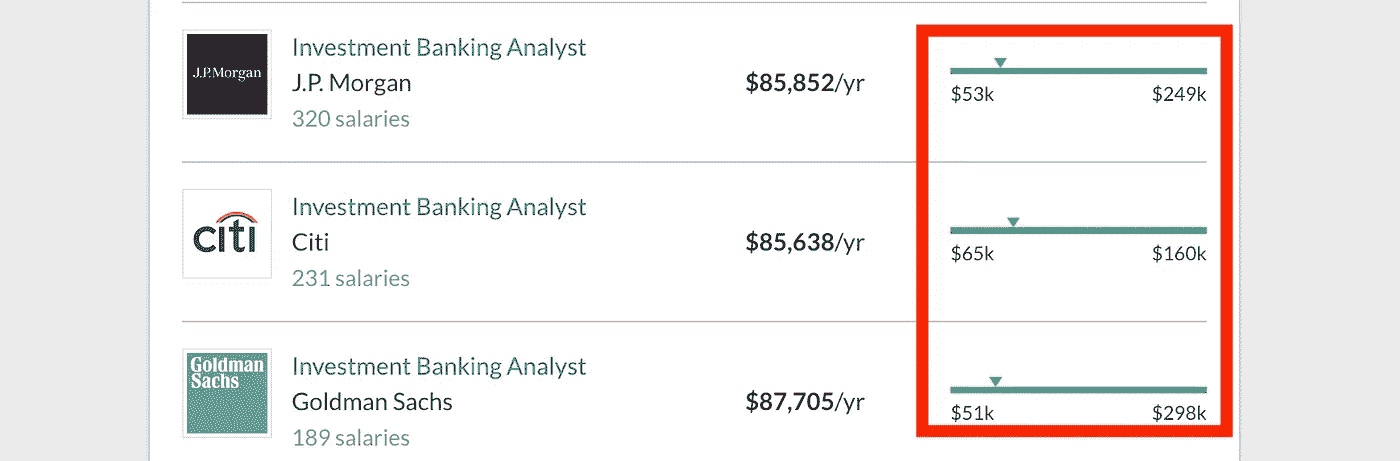 J.P.Morgan
Investment Banking Analyst
J.P. Morgan
320 salaries
$85,852/yr
$53k $249k
citi
Investment Banking Analyst
Citi
231 salaries
$85,638/yr
$65k $160k
Goldman
Sachs
Investment Banking Analyst
Goldman Sachs
189 salaries
$87,705/yr
$51k $298k